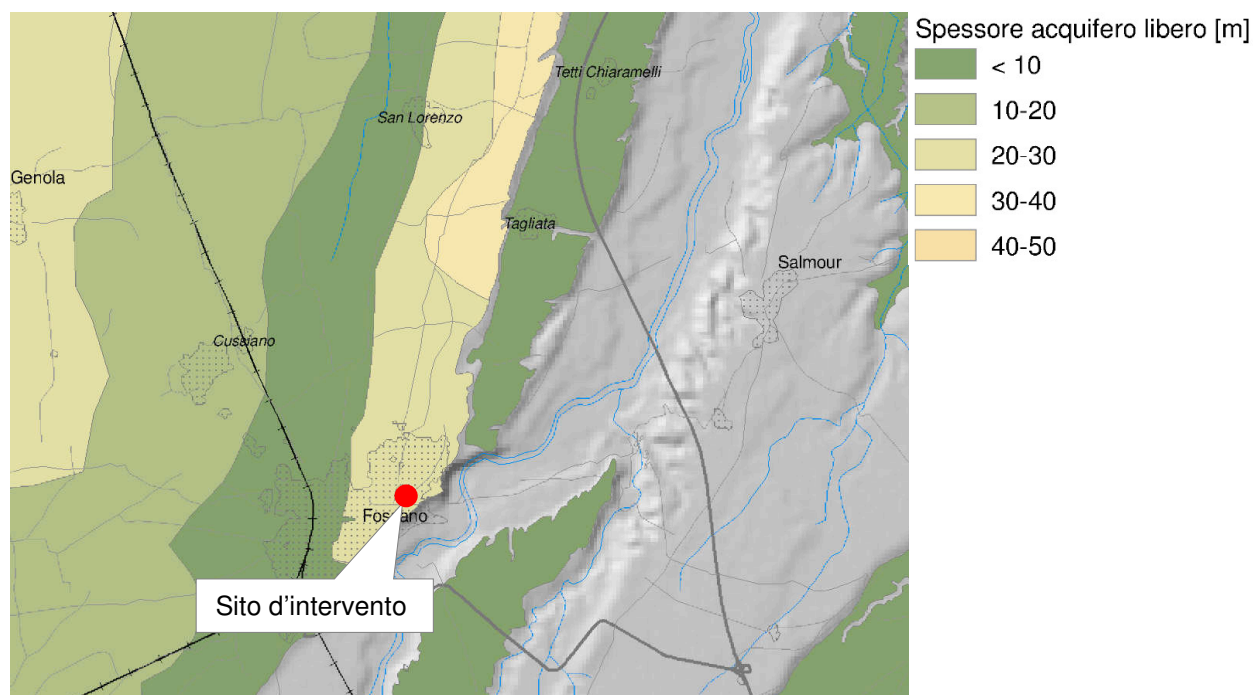 Spessore acquifero libero [m]
< 10
10-20
20-30
30-40
40-50
Tetti Chiaramelli
San Lorenzo
Genola
Tagliata
Salmour
Cussiano
Sito d'intervento